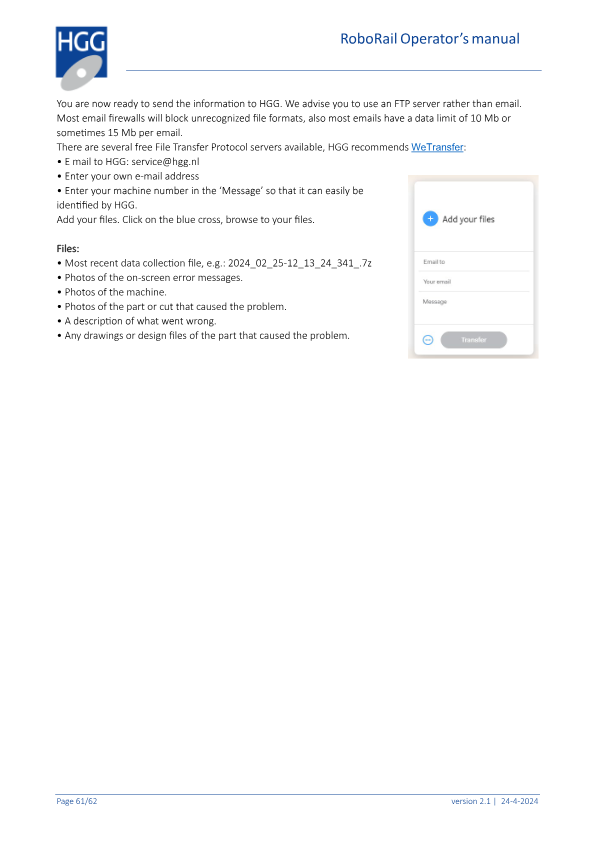 HGG
RoboRail Operator's manual
You are now ready to send the information to HGG. We advise you to use an FTP server rather than email.
Most email firewalls will block unrecognized file formats, also most emails have a data limit of 10 Mb or
sometimes 15 Mb per email.
There are several free File Transfer Protocol servers available, HGG recommends WeTransfer:
• E mail to HGG: service@hgg.nl
• Enter your own e-mail address
• Enter your machine number in the ‘Message’ so that it can easily be
identified by HGG.
Add your files. Click on the blue cross, browse to your files.
Files:
• Most recent data collection file, e.g.: 2024_02_25-12_13_24_341_.7z
• Photos of the on-screen error messages.
• Photos of the machine.
• Photos of the part or cut that caused the problem.
• A description of what went wrong.
• Any drawings or design files of the part that caused the problem.
Add your files
Email to
Your email
Message
Transfer
Page 61/62
version 2.1 | 24-4-2024